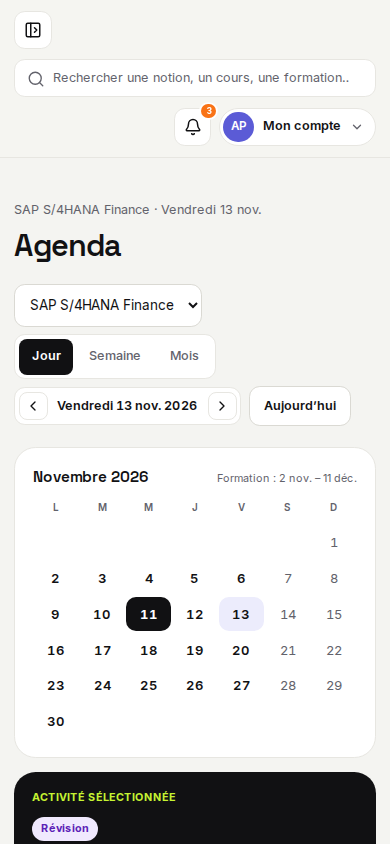 Rechercher une notion, un cours, une formation..
3
AP Mon compte
SAP S/4HANA Finance · Vendredi 13 nov.
Agenda
SAP S/4HANA Finance
Jour Semaine Mois
Vendredi 13 nov. 2026 Aujourd’hui
Novembre 2026 Formation : 2 nov. – 11 déc.
L M M J V S D
1
2 3 4 5 6 7 8
9 10 11 12 13 14 15
16 17 18 19 20 21 22
23 24 25 26 27 28 29
30
ACTIVITÉ SÉLECTIONNÉE
Révision